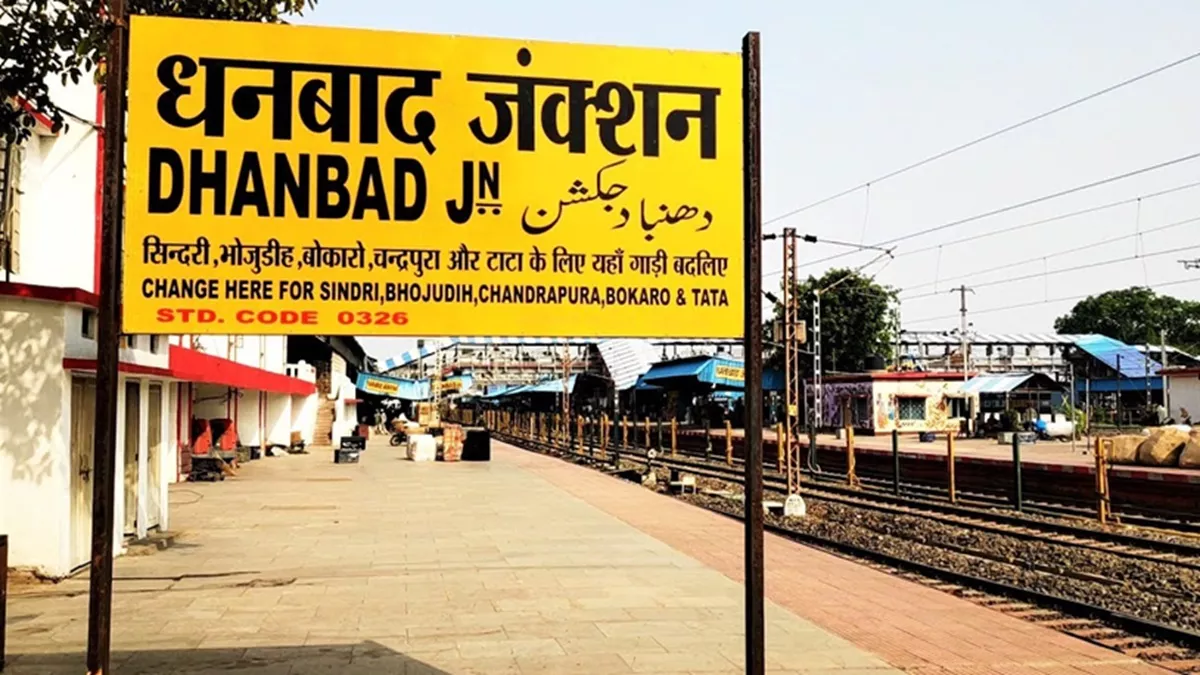 धनबाद जंक्शन
DHANBAD JN
دھنباد جکشن
सिन्दरी,भोजुडीह,बोकारो,चन्द्रपुरा और टाटा के लिए यहाँ गाड़ी बदलिए
CHANGE HERE FOR SINDRI,BHOJUDIH,CHANDRAPURA,BOKARO & TATA
STD. CODE 0326